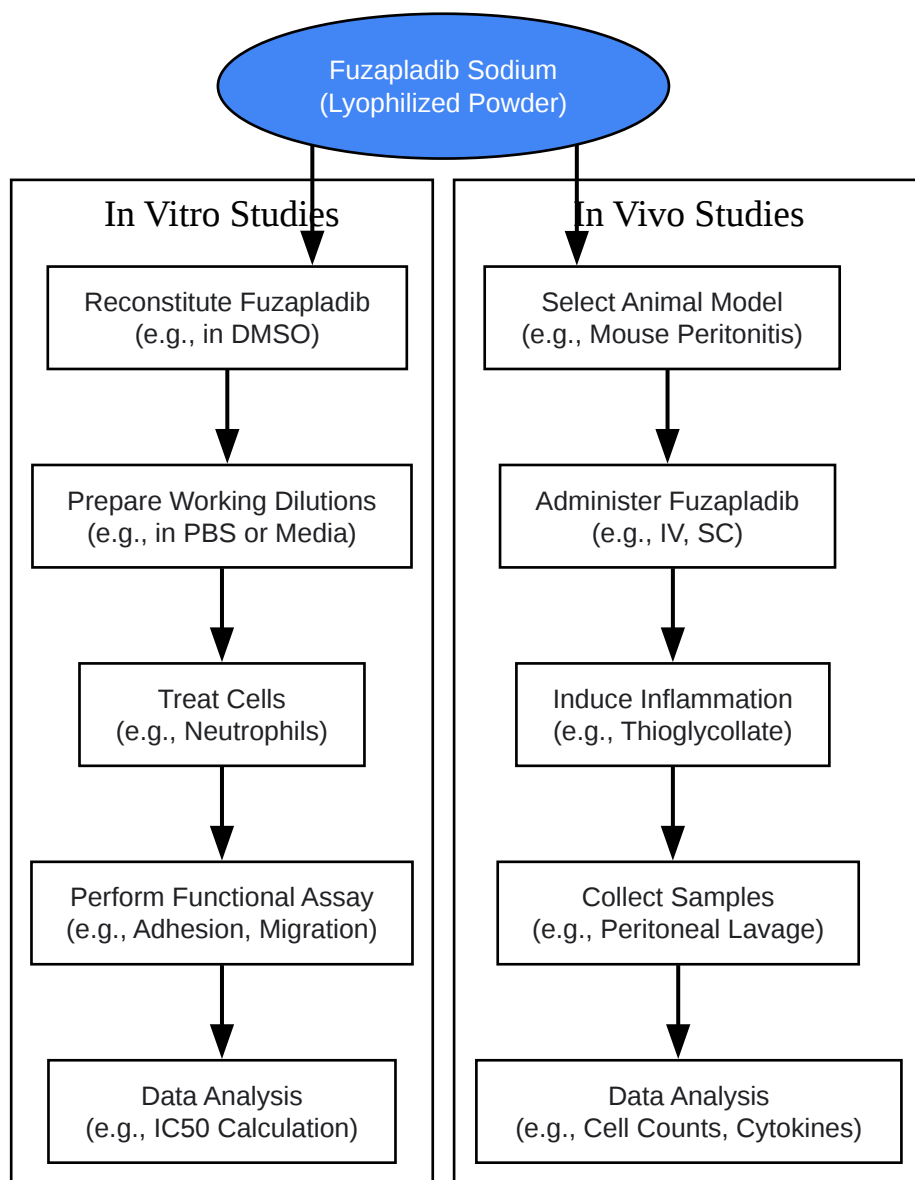 Fuzapladib Sodium
(Lyophilized Powder)
In Vitro Studies
Reconstitute Fuzapladib
(e.g., in DMSO)
Prepare Working Dilutions
(e.g., in PBS or Media)
Treat Cells
(e.g., Neutrophils)
Perform Functional Assay
(e.g., Adhesion, Migration)
Data Analysis
(e.g., IC50 Calculation)
In Vivo Studies
Select Animal Model
(e.g., Mouse Peritonitis)
Administer Fuzapladib
(e.g., IV, SC)
Induce Inflammation
(e.g., Thioglycollate)
Collect Samples
(e.g., Peritoneal Lavage)
Data Analysis
(e.g., Cell Counts, Cytokines)